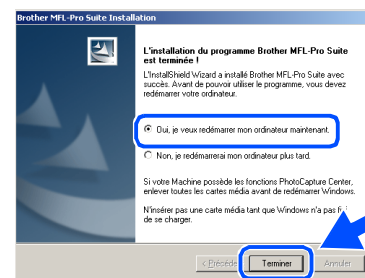 Brother MFL-Pro Suite Installation
L'installation du programme Brother MFL-Pro Suite
est terminée !
L'InstallShield Wizard a installé Brother MFL-Pro Suite avec
succès. Avant de pouvoir utiliser le programme, vous devez
redémarrer votre ordinateur.
Oui, je veux redémarrer mon ordinateur maintenant.
Non, je redémarrerai mon ordinateur plus tard.
Si votre Machine possède les fonctions PhotoCapture Center,
enlever toutes les cartes média avant de redémarrer Windows.
N'insérer pas une carte média tant que Windows n'a pas
de se charger.
< Précéde
Terminer
Annuler